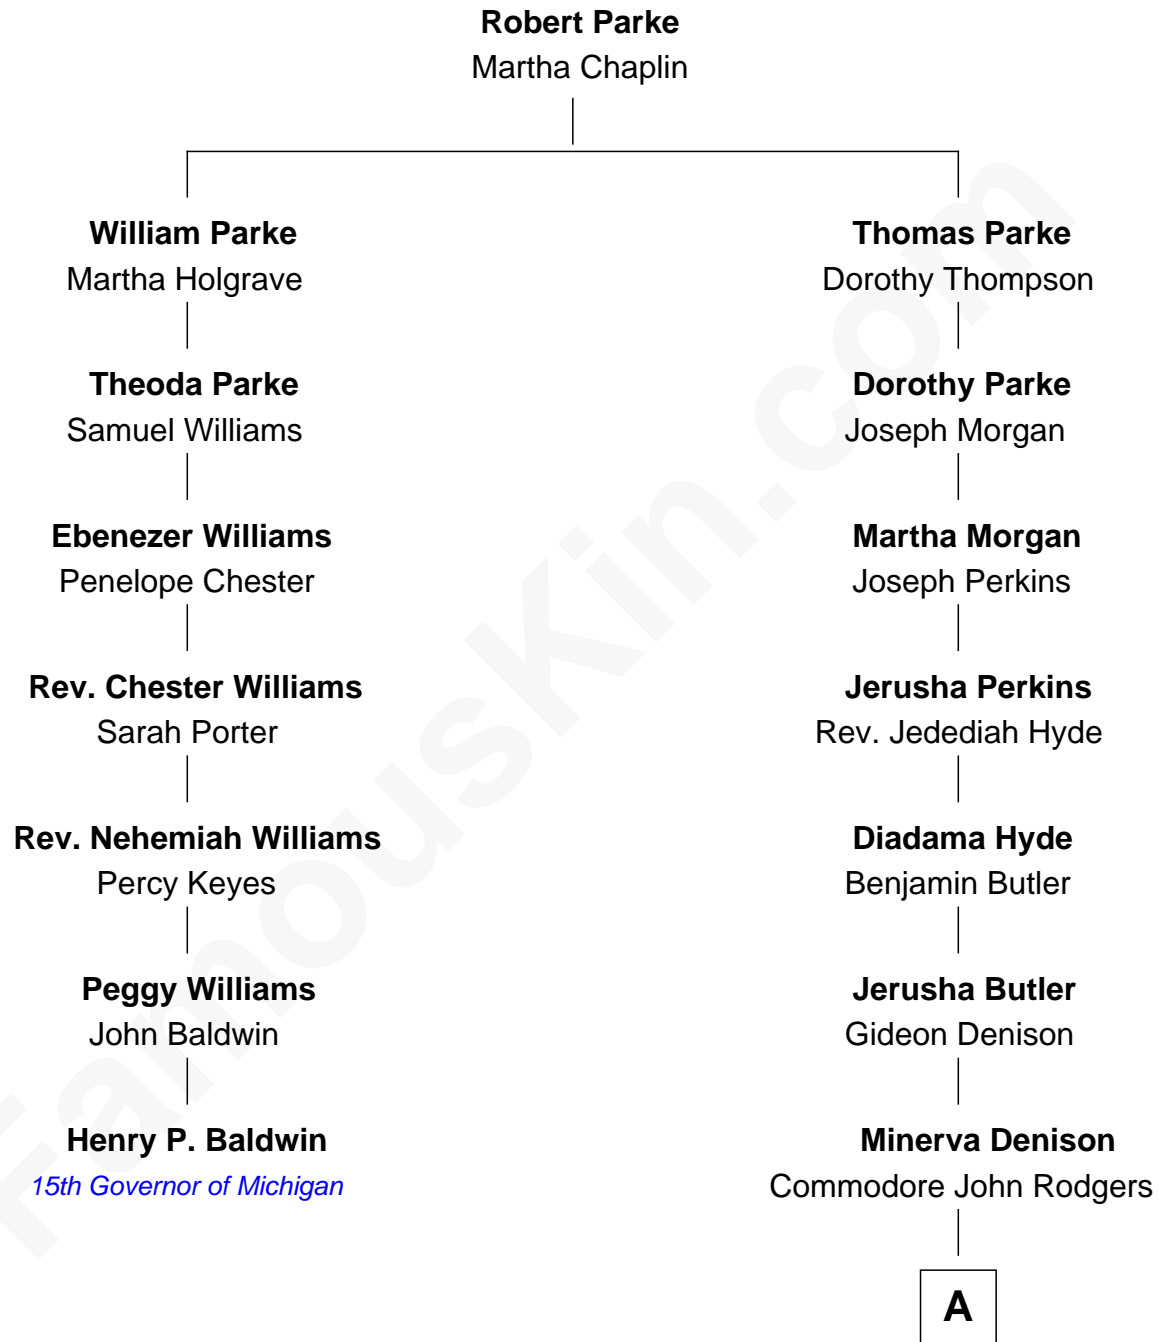 Robert Parke
Martha Chaplin
William Parke
Martha Holgrave
Thomas Parke
Dorothy Thompson
Theoda Parke
Samuel Williams
Dorothy Parke
Joseph Morgan
Ebenezer Williams
Penelope Chester
Martha Morgan
Joseph Perkins
Rev. Chester Williams
Sarah Porter
Jerusha Perkins
Rev. Jedediah Hyde
Rev. Nehemiah Williams
Percy Keyes
Diadama Hyde
Benjamin Butler
Peggy Williams
John Baldwin
Jerusha Butler
Gideon Denison
Henry P. Baldwin
15th Governor of Michigan
Minerva Denison
Commodore John Rodgers
A
FamousKin.com